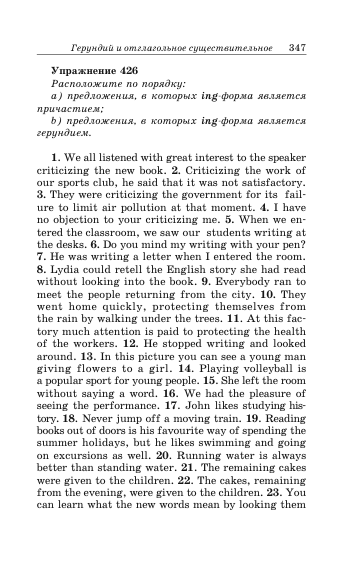 Герундий и отглагольное существительное 347
Упражнение 426
Расположите по порядку:
a) предложения, в которых ing-форма является
причастием;
b) предложения, в которых ing-форма является
герундием.
1. We all listened with great interest to the speaker
criticizing the new book. 2. Criticizing the work of
our sports club, he said that it was not satisfactory.
3. They were criticizing the government for its fail-
ure to limit air pollution at that moment. 4. I have
no objection to your criticizing me. 5. When we en-
tered the classroom, we saw our students writing at
the desks. 6. Do you mind my writing with your pen?
7. He was writing a letter when I entered the room.
8. Lydia could retell the English story she had read
without looking into the book. 9. Everybody ran to
meet the people returning from the city. 10. They
went home quickly, protecting themselves from
the rain by walking under the trees. 11. At this fac-
tory much attention is paid to protecting the health
of the workers. 12. He stopped writing and looked
around. 13. In this picture you can see a young man
giving flowers to a girl. 14. Playing volleyball is
a popular sport for young people. 15. She left the room
without saying a word. 16. We had the pleasure of
seeing the performance. 17. John likes studying his-
tory. 18. Never jump off a moving train. 19. Reading
books out of doors is his favourite way of spending the
summer holidays, but he likes swimming and going
on excursions as well. 20. Running water is always
better than standing water. 21. The remaining cakes
were given to the children. 22. The cakes, remaining
from the evening, were given to the children. 23. You
can learn what the new words mean by looking them